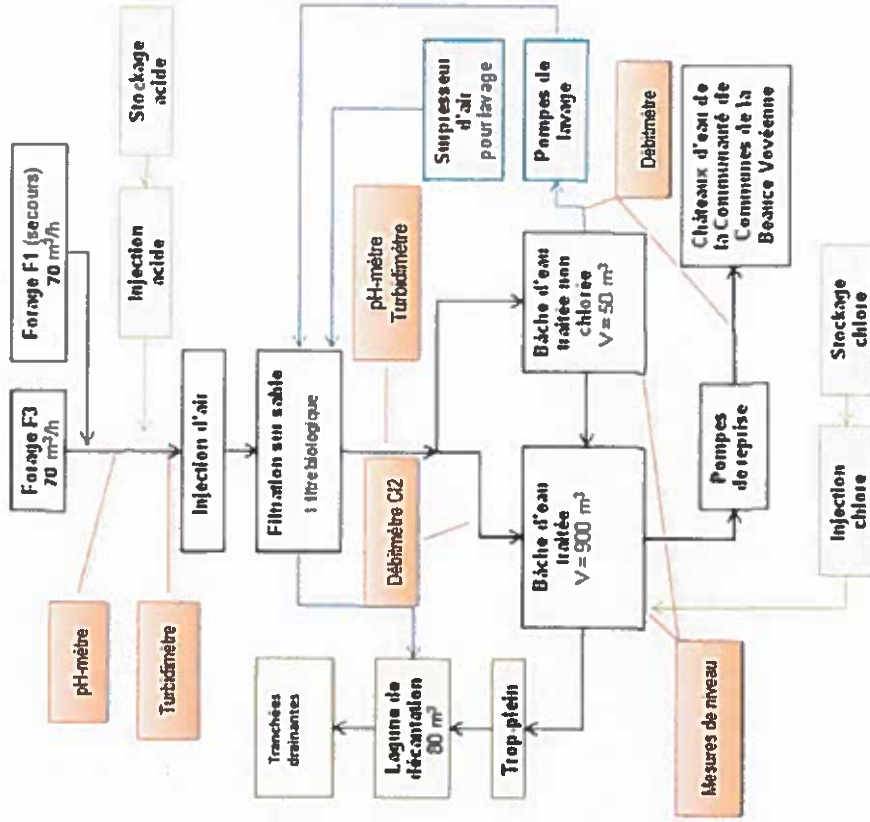 Forage F3
70 m³/h
Forage F1 (secours)
70 m³/h
Stockage
acide
Injection
acide
pH-mètre
Turbidimètre
Injection d'air
Filtration sur sable
1 filtre biologique
pH-mètre
Turbidimètre
Surpresseur
d'air
pour lavage
Pompes de
lavage
Tranchées
drainantes
Lagune de
décantation
80 m³
Débitmètre Cl2
Trop-plein
Bâche d'eau
traitée
V = 900 m³
Bâche d'eau
traitée non
chlorée
V = 50 m³
Débitmètre
Mesures de niveau
Pompes
de reprise
Châteaux d'eau de
la Communauté de
Communes de la
Beauce Vovéenne
Injection
chlore
Stockage
chlore